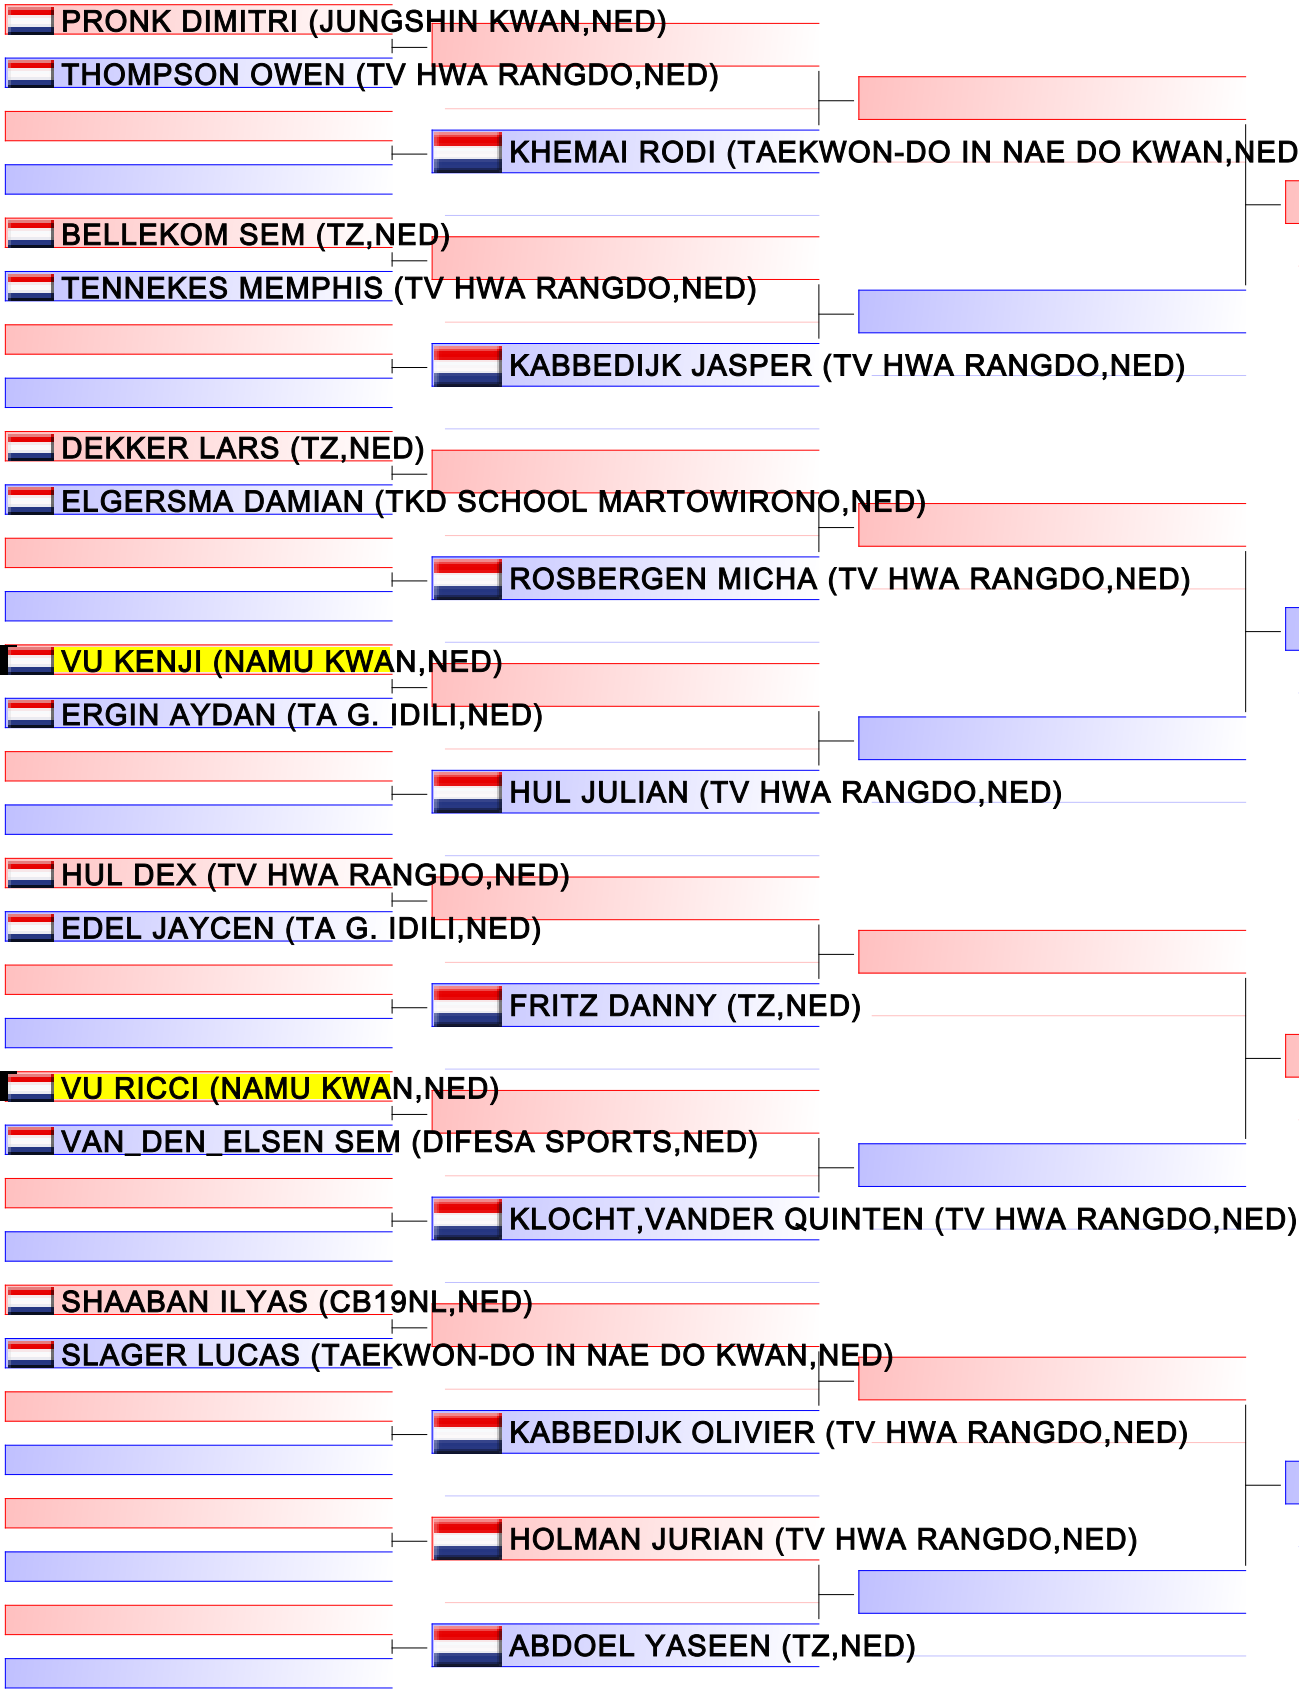 PRONK DIMITRI (JUNGSHIN KWAN,NED)
THOMPSON OWEN (TV HWA RANGDO,NED)
KHEMAI RODI (TAEKWON-DO IN NAE DO KWAN,NED
BELLEKOM SEM (TZ,NED)
TENNEKES MEMPHIS (TV HWA RANGDO,NED)
KABBEDIJK JASPER (TV HWA RANGDO,NED)
DEKKER LARS (TZ,NED)
ELGERSMA DAMIAN (TKD SCHOOL MARTOWIRONO,NED)
ROSBERGEN MICHA (TV HWA RANGDO,NED)
VU KENJI (NAMU KWAN,NED)
ERGIN AYDAN (TA G. IDILI,NED)
HUL JULIAN (TV HWA RANGDO,NED)
HUL DEX (TV HWA RANGDO,NED)
EDEL JAYCEN (TA G. IDILI,NED)
FRITZ DANNY (TZ,NED)
VU RICCI (NAMU KWAN,NED)
VAN_DEN_ELSEN SEM (DIFESA SPORTS,NED)
KLOCHT,VANDER QUINTEN (TV HWA RANGDO,NED)
SHAABAN ILYAS (CB19NL,NED)
SLAGER LUCAS (TAEKWON-DO IN NAE DO KWAN,NED)
KABBEDIJK OLIVIER (TV HWA RANGDO,NED)
HOLMAN JURIAN (TV HWA RANGDO,NED)
ABDOEL YASEEN (TZ,NED)